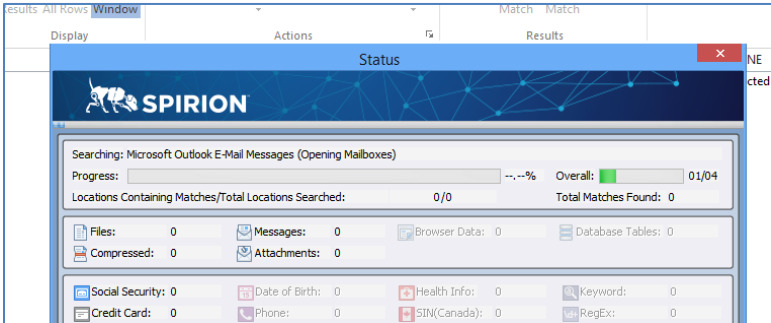 Results All Rows Window Match Match
Display Actions Results
Status
NE
SPIRION
cted
Searching: Microsoft Outlook E-Mail Messages (Opening Mailboxes)
Progress: --.--% Overall: 01/04
Locations Containing Matches/Total Locations Searched: 0/0 Total Matches Found: 0
Files: 0 Messages: 0 Browser Data: 0 Database Tables: 0
Compressed: 0 Attachments: 0
Social Security: 0 Date of Birth: 0 Health Info: 0 Keyword: 0
Credit Card: 0 Phone: 0 SIN(Canada): 0 RegEx: 0